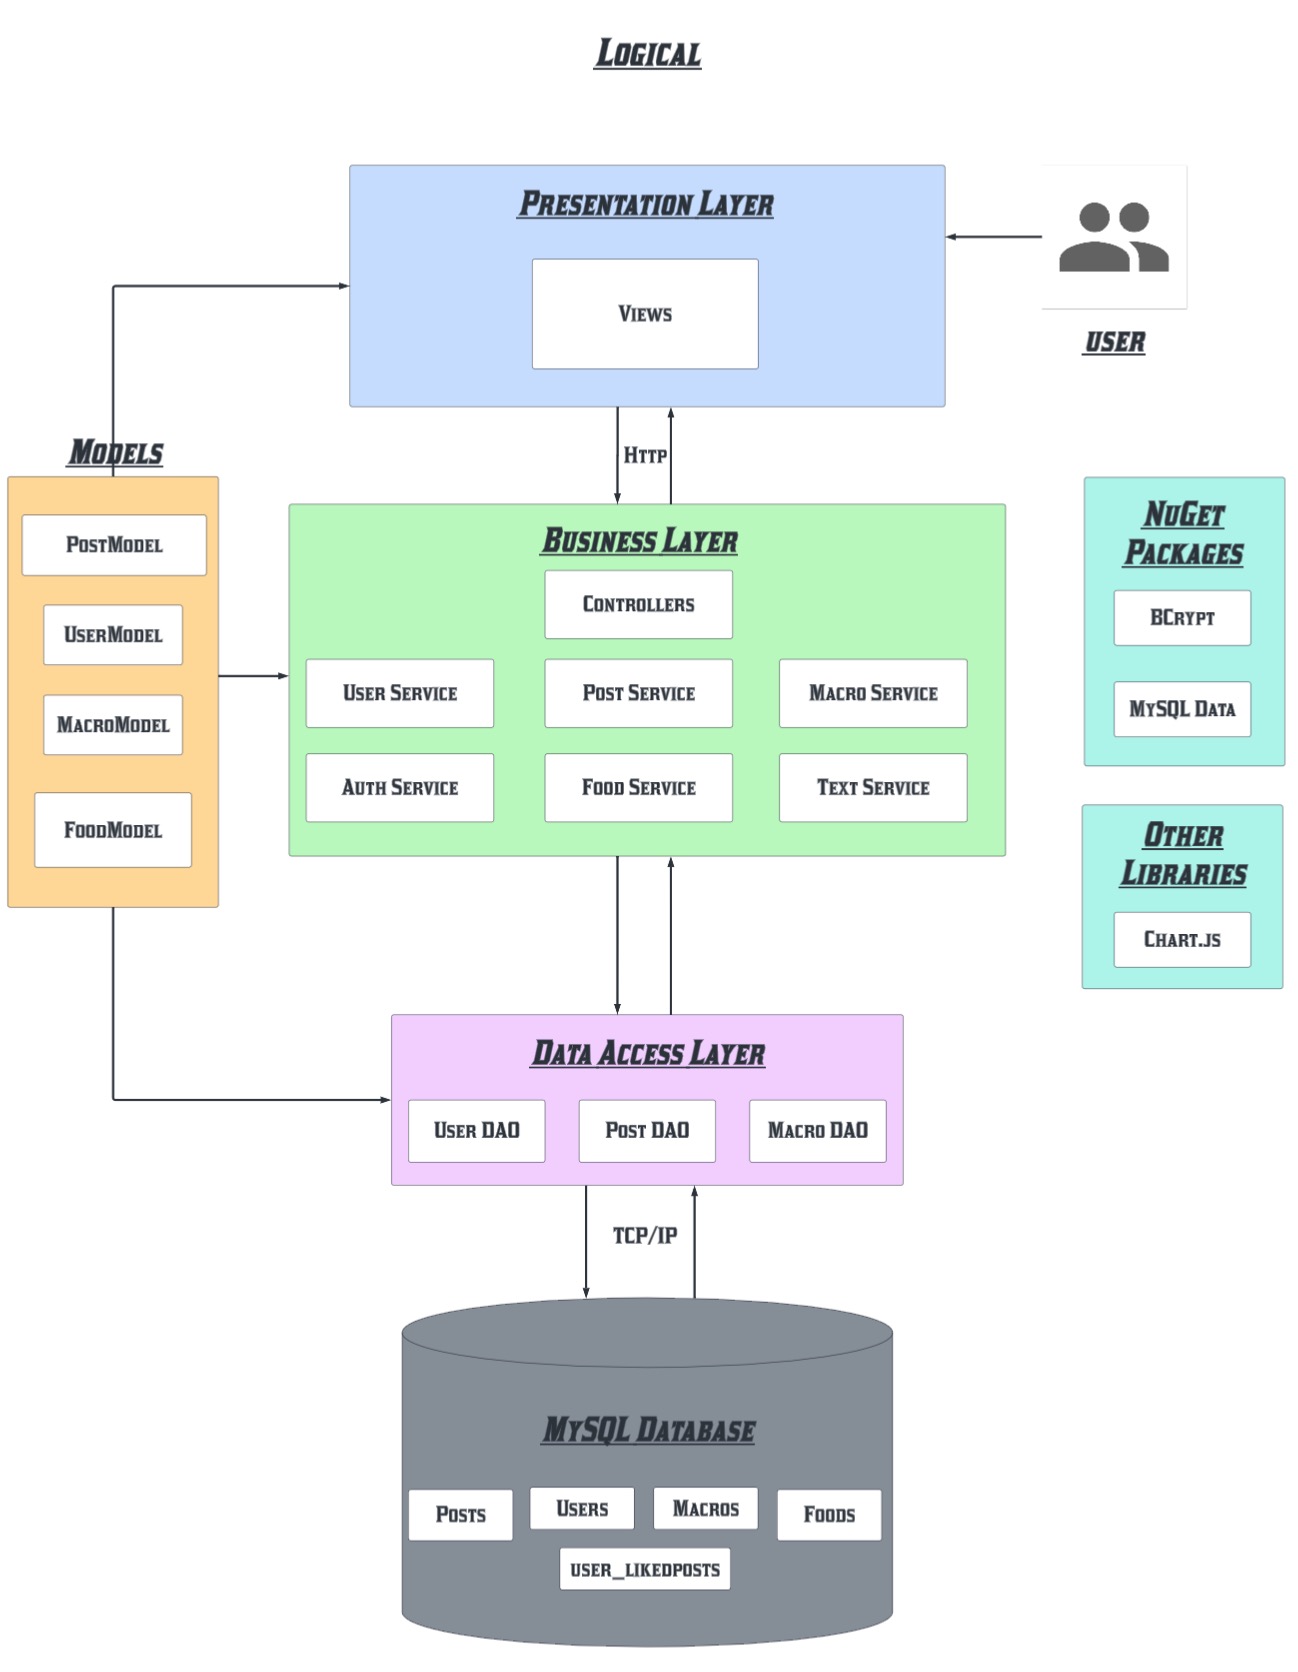 Logical
Presentation Layer
Views
user
Http
Models
PostModel
UserModel
MacroModel
FoodModel
Business Layer
Controllers
User Service
Post Service
Macro Service
Auth Service
Food Service
Text Service
NuGet
Packages
BCrypt
MySQL Data
Other
Libraries
Chart.js
Data Access Layer
User DAO
Post DAO
Macro DAO
TCP/IP
MySQL Database
Posts
Users
Macros
Foods
user_likedposts